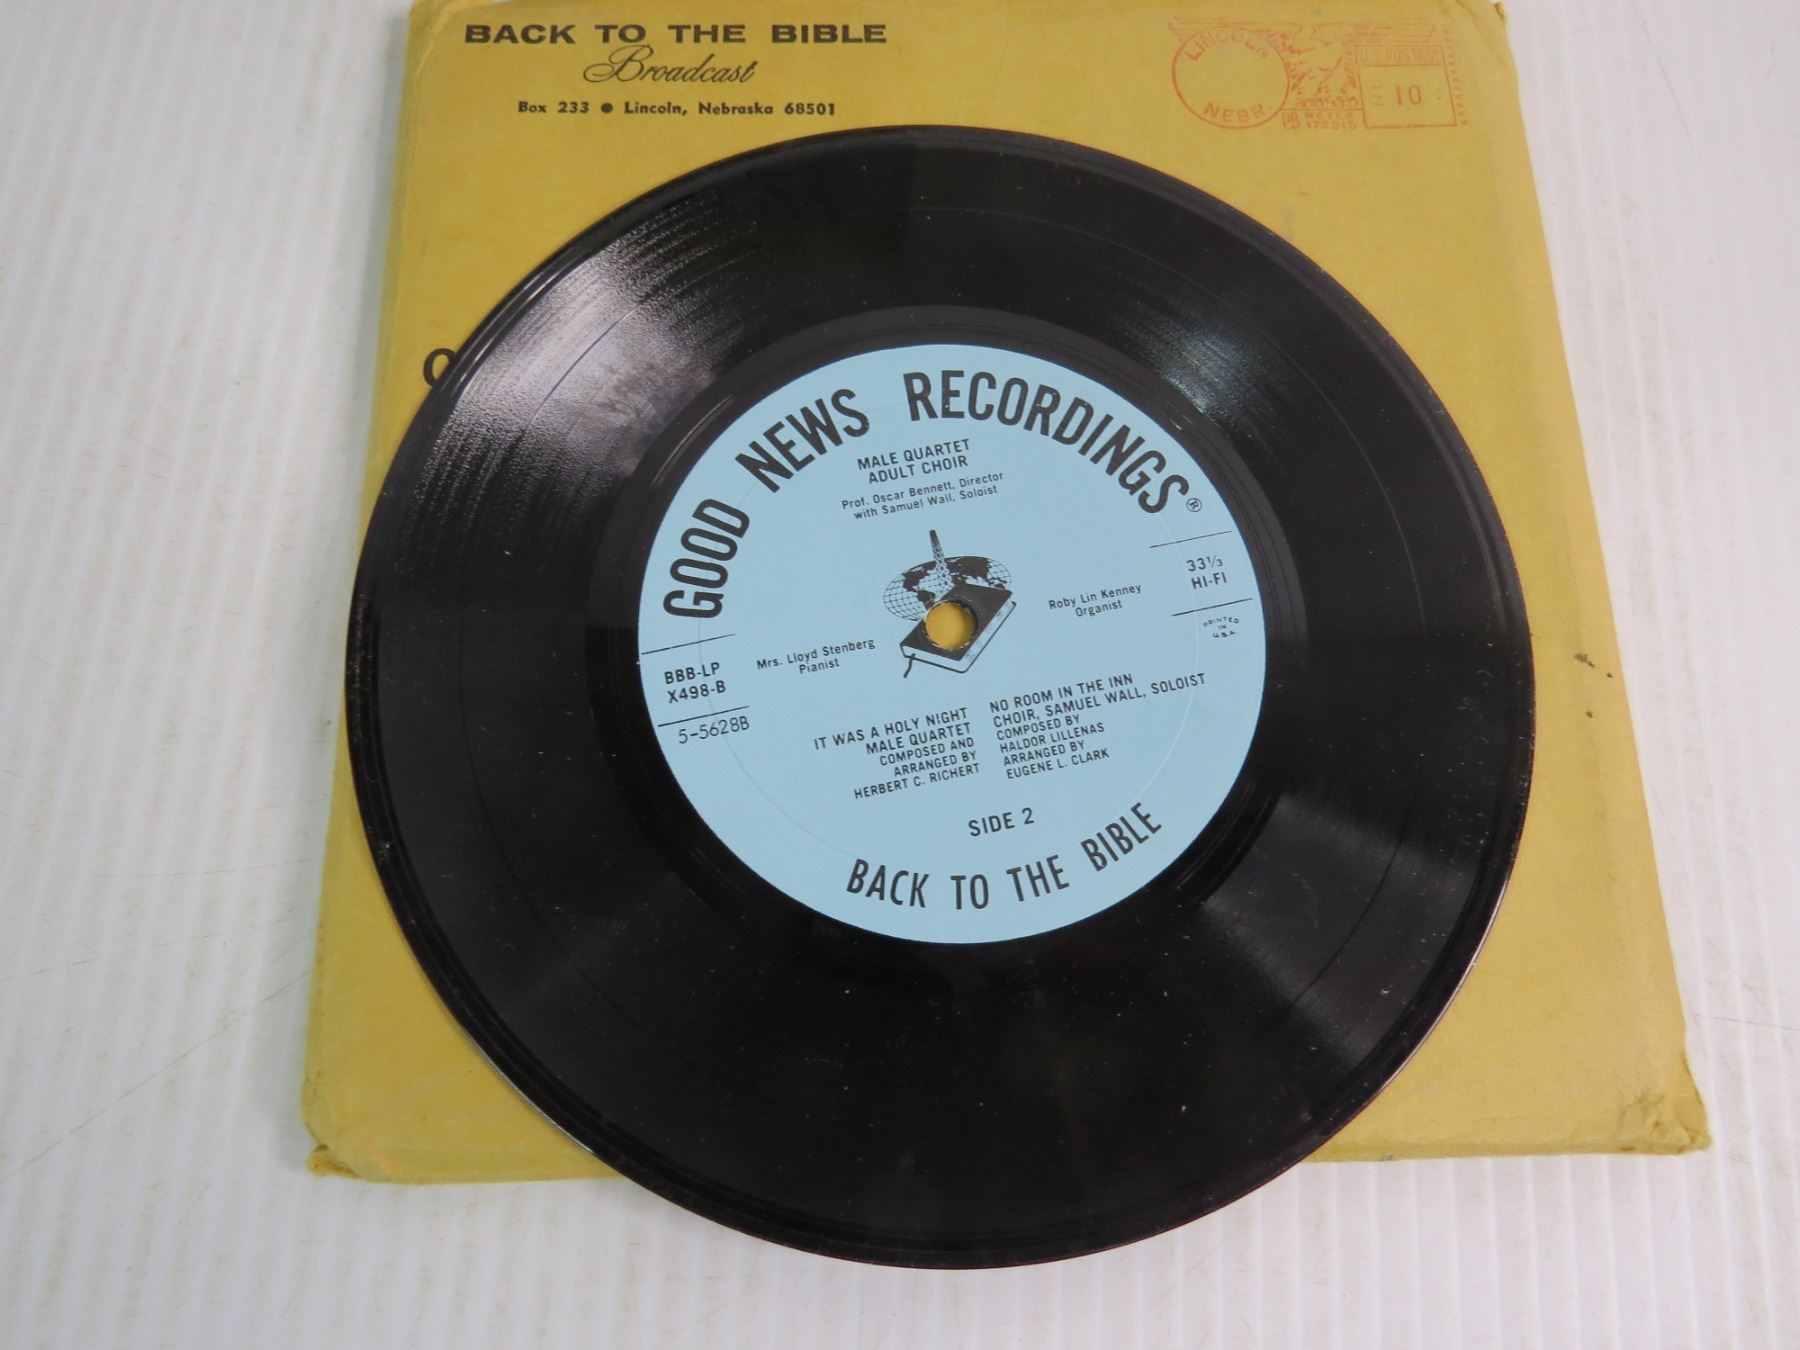 BACK TO THE BIBLE
Broadcast
Box 233 ● Lincoln, Nebraska 68501
LINCOLN
NEBR.
U.S. POSTAGE
10
PB METER
172015
GOOD NEWS RECORDINGS®
MALE QUARTET
ADULT CHOIR
Prof. Oscar Bennett, Director
with Samuel Wall, Soloist
33⅓
HI-FI
PRINTED
IN
U.S.A.
Roby Lin Kenney
Organist
Mrs. Lloyd Stenberg
Pianist
BBB-LP
X498-B
5-5628B
IT WAS A HOLY NIGHT
MALE QUARTET
COMPOSED AND
ARRANGED BY
HERBERT C. RICHERT
NO ROOM IN THE INN
CHOIR, SAMUEL WALL, SOLOIST
COMPOSED BY
HALDOR LILLENAS
ARRANGED BY
EUGENE L. CLARK
SIDE 2
BACK TO THE BIBLE